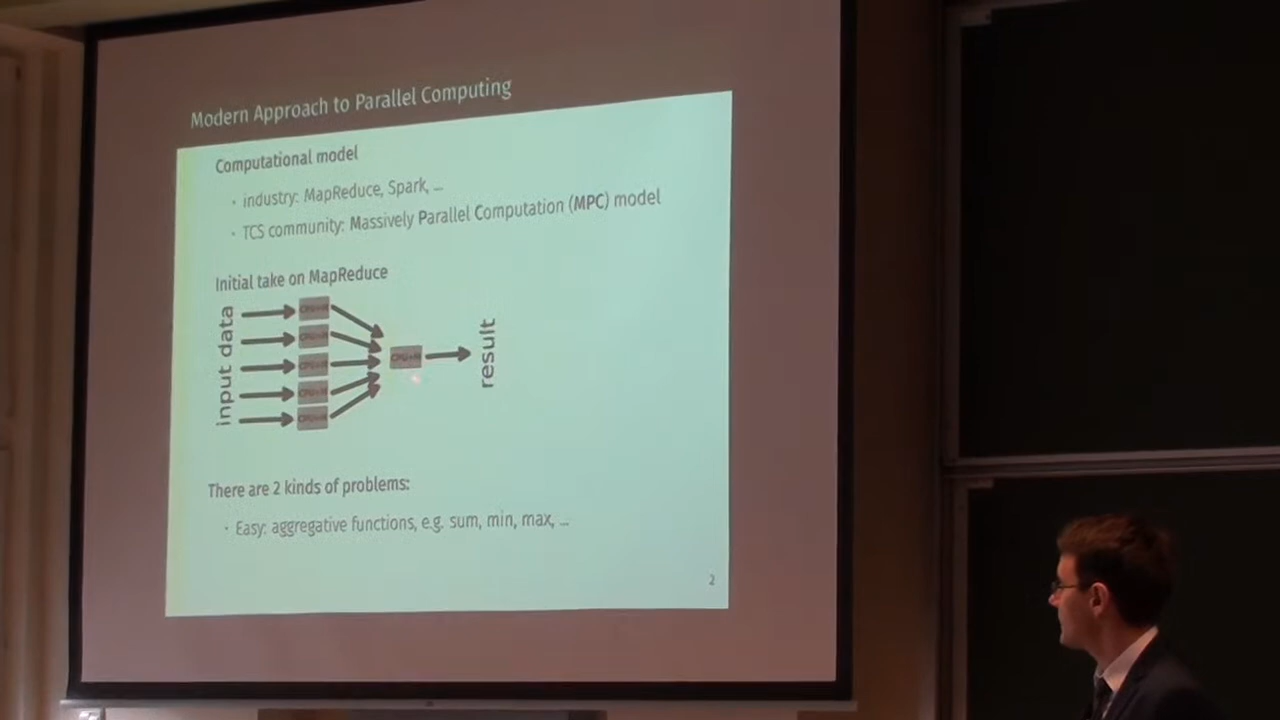 Modern Approach to Parallel Computing
Computational model
· industry: MapReduce, Spark, ...
· TCS community: Massively Parallel Computation (MPC) model
Initial take on MapReduce
input data
result
There are 2 kinds of problems:
· Easy: aggregative functions, e.g. sum, min, max, ...
2